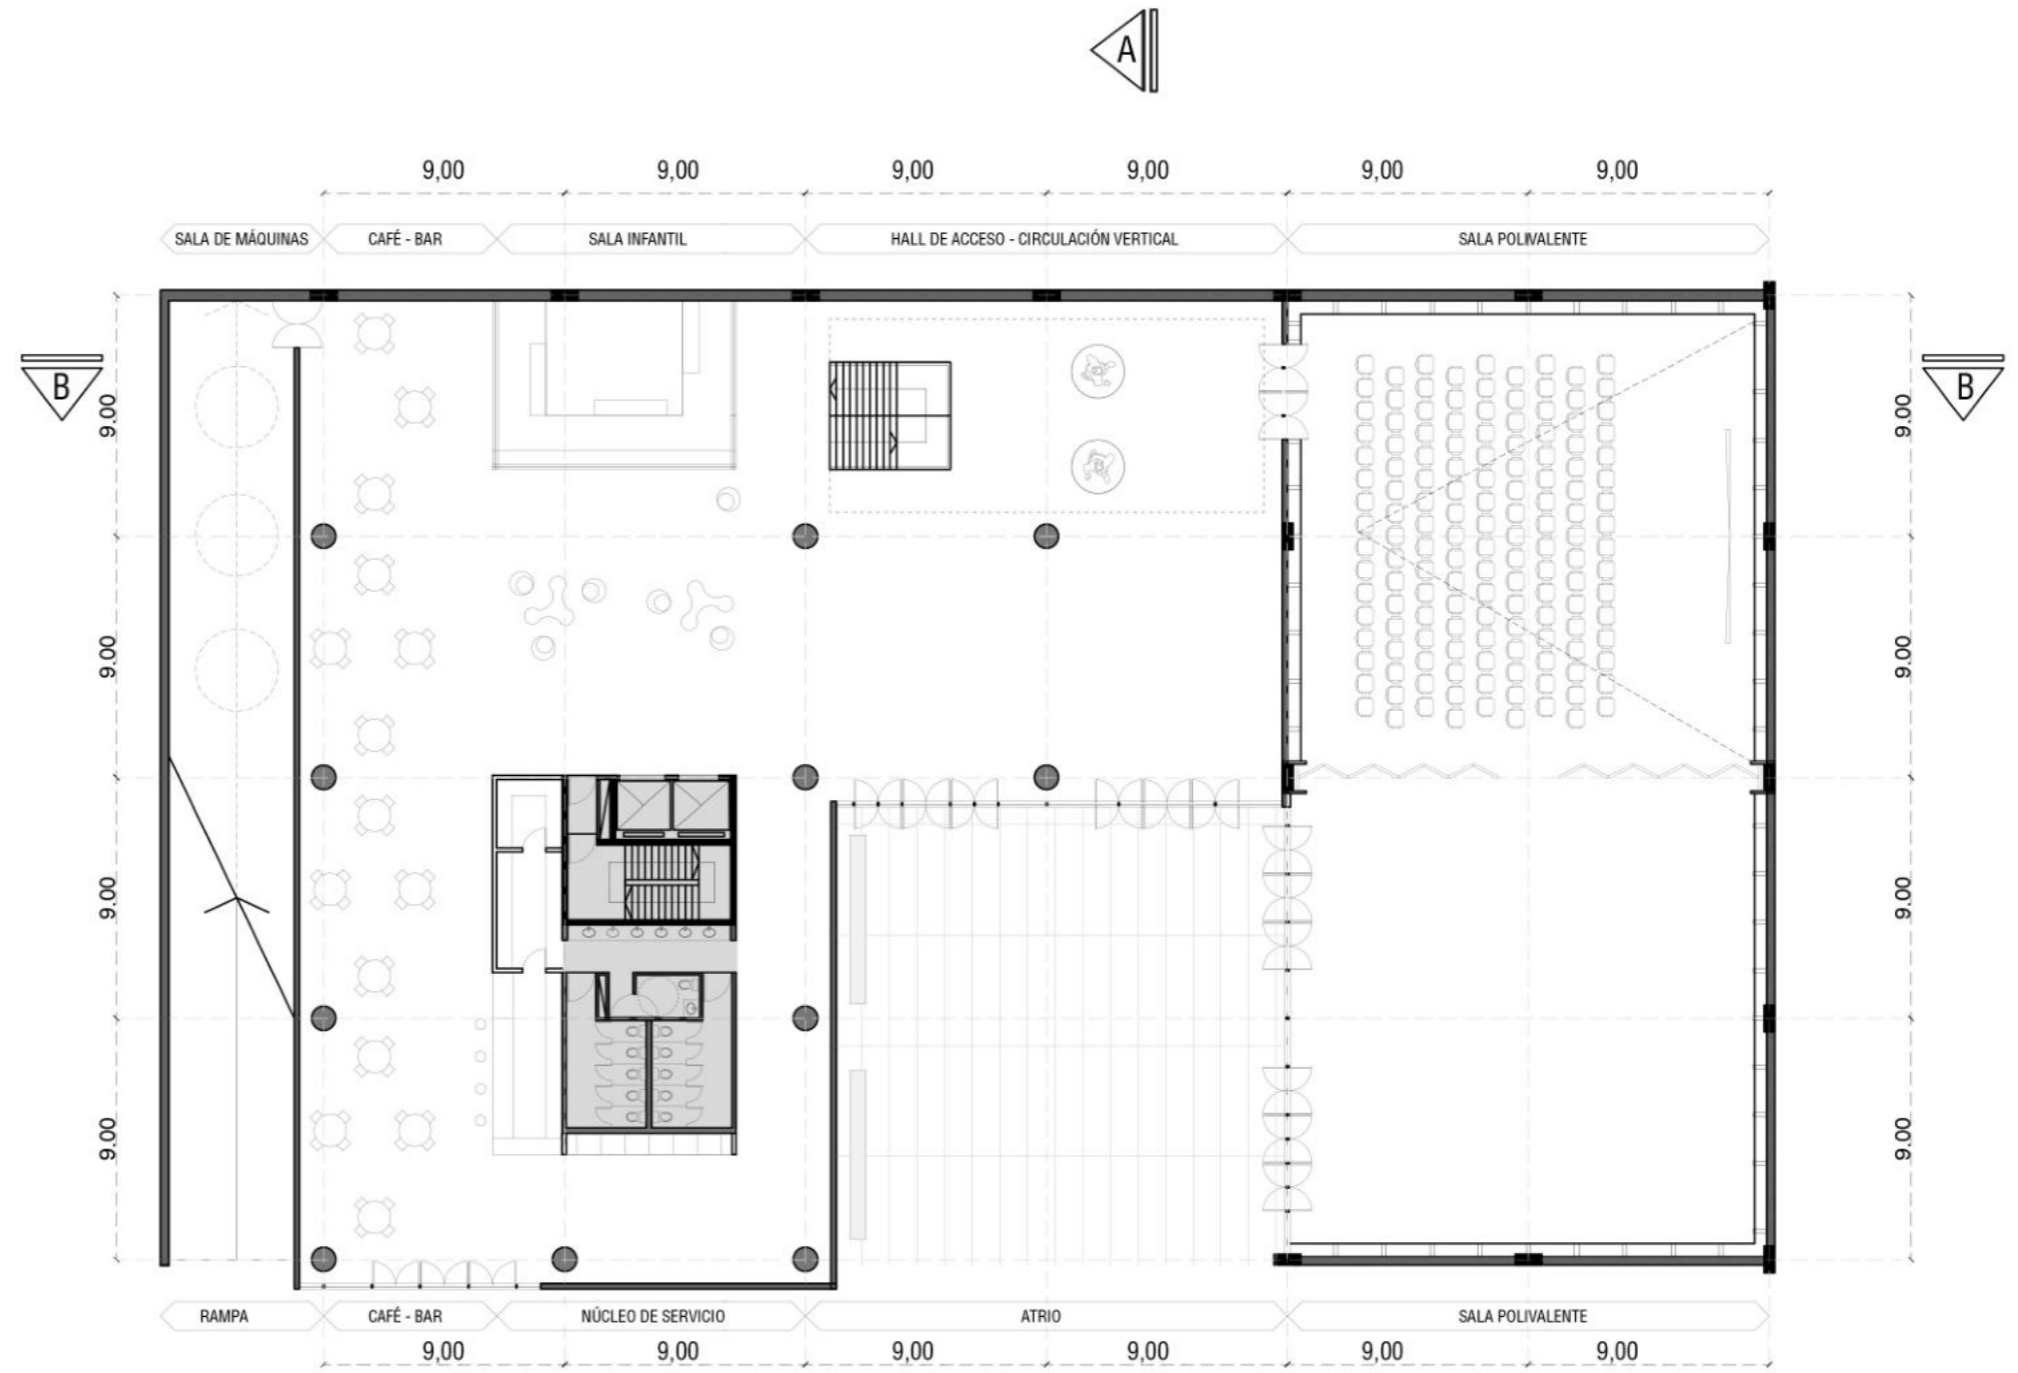 A
9,00 9,00 9,00 9,00 9,00 9,00
SALA DE MÁQUINAS CAFÉ - BAR SALA INFANTIL HALL DE ACCESO - CIRCULACIÓN VERTICAL SALA POLIVALENTE
B B
9.00 9.00
9.00 9.00
9.00 9.00
9.00 9.00
RAMPA CAFÉ - BAR NÚCLEO DE SERVICIO ATRIO SALA POLIVALENTE
9,00 9,00 9,00 9,00 9,00 9,00